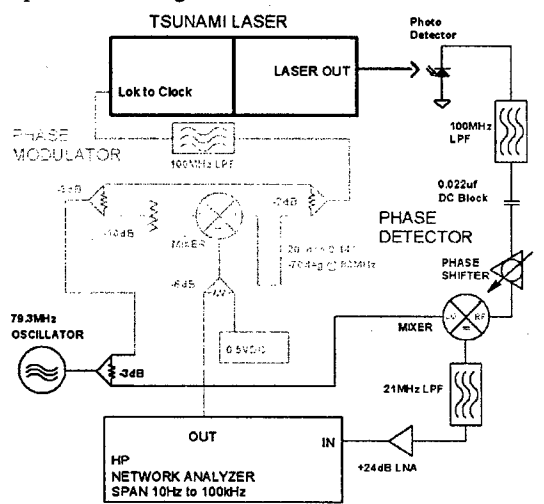 TSUNAMI LASER
Photo
Detector
LASER OUT
Lok to Clock
PHASE
MODULATOR
100MHz LPF
100MHz
LPF
0.022uf
DC Block
-3dB
-10dB
MIXER
PHASE
DETECTOR
PHASE
SHIFTER
-6dB
79.3MHz
OSCILLATOR
0.5VDC
LO
RF
MIXER
-3dB
21MHz LPF
OUT
IN
HP
NETWORK ANALYZER
SPAN 10Hz to 100kHz
+24dB LNA